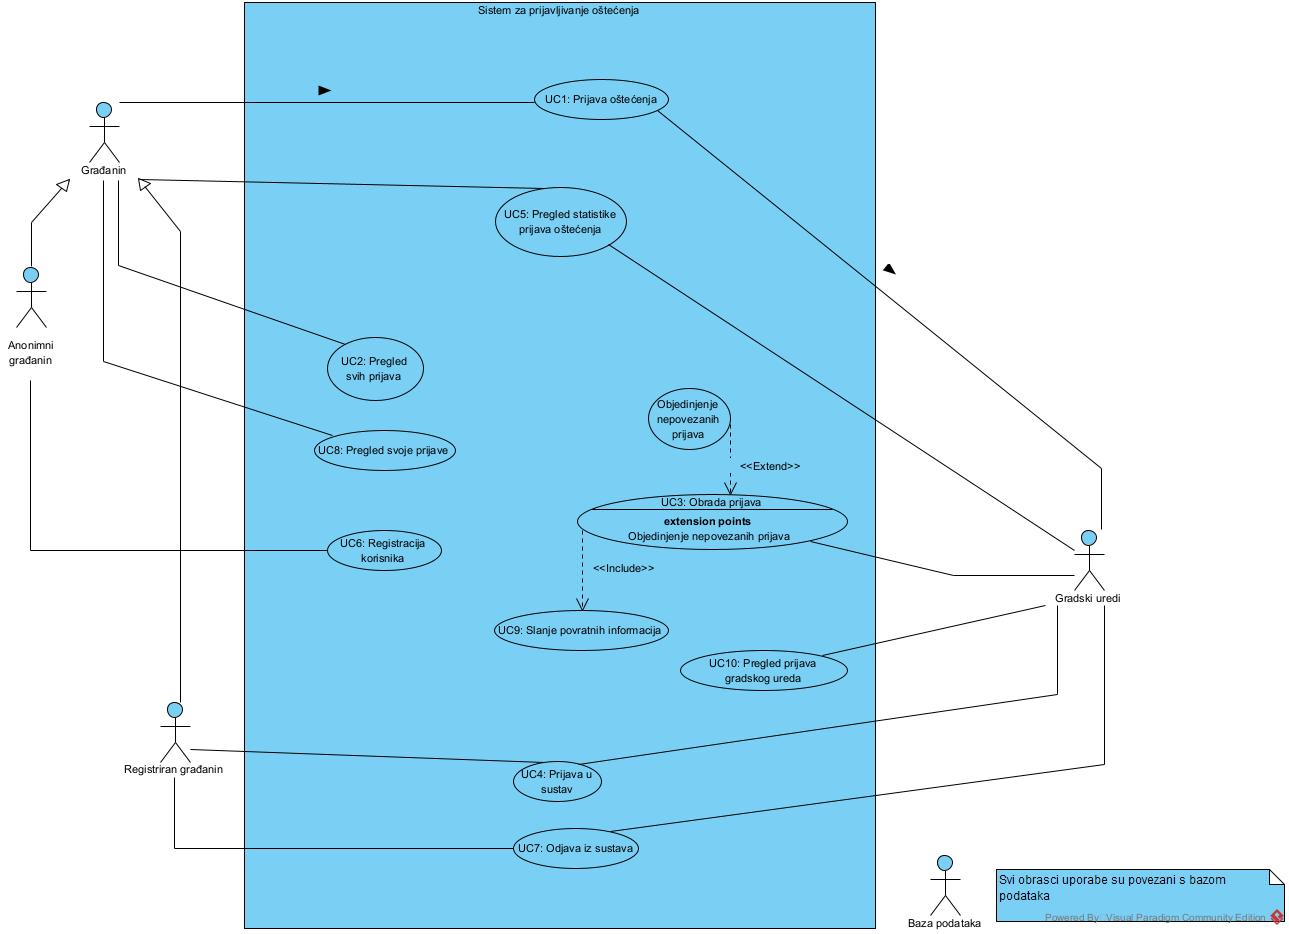 Sistem za prijavljivanje oštećenja
UC1: Prijava oštećenja
Građanin
UC5: Pregled statistike
prijava oštećenja
Anonimni
građanin
UC2: Pregled
svih prijava
Objedinjenje
nepovezanih
prijava
UC8: Pregled svoje prijave
<<Extend>>
UC3: Obrada prijava
extension points
Objedinjenje nepovezanih prijava
UC6: Registracija
korisnika
<<Include>>
Gradski uredi
UC9: Slanje povratnih informacija
UC10: Pregled prijava
gradskog ureda
Registriran građanin
UC4: Prijava u
sustav
UC7: Odjava iz sustava
Baza podataka
Svi obrasci uporabe su povezani s bazom
podataka
Powered By Visual Paradigm Community Edition